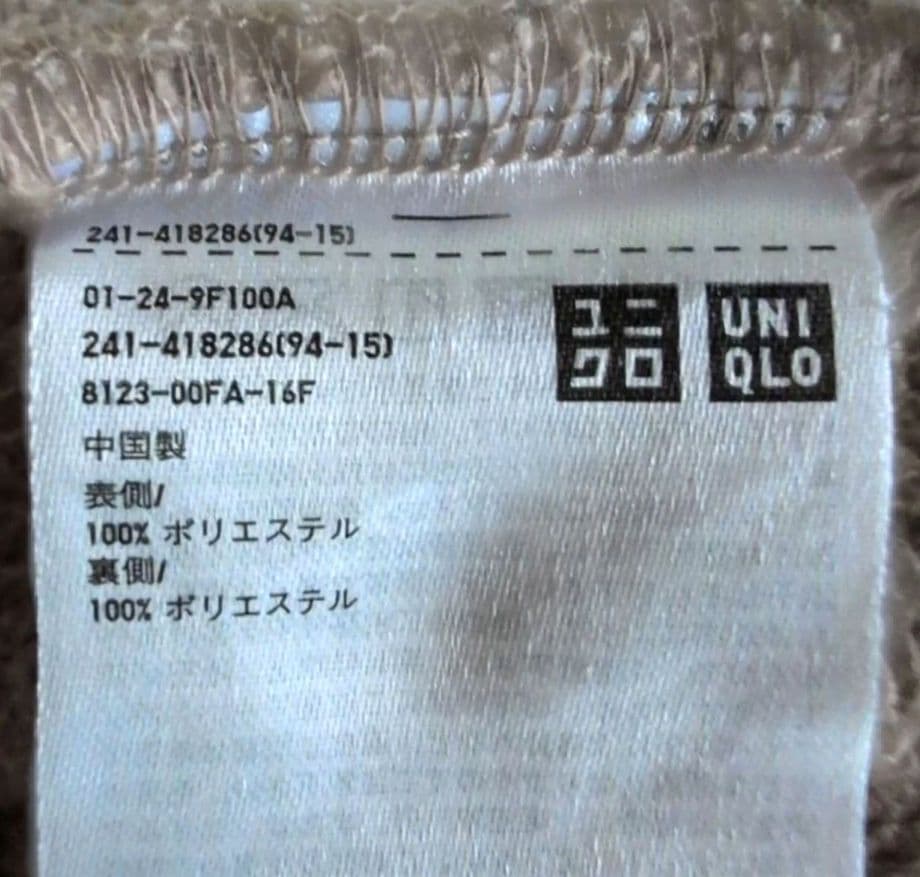 241-418286(94-15)
01-24-9F100A
241-418286(94-15)
8123-00FA-16F
ユニ
クロ
UNI
QLO
中国製
表側/
100% ポリエステル
裏側/
100% ポリエステル